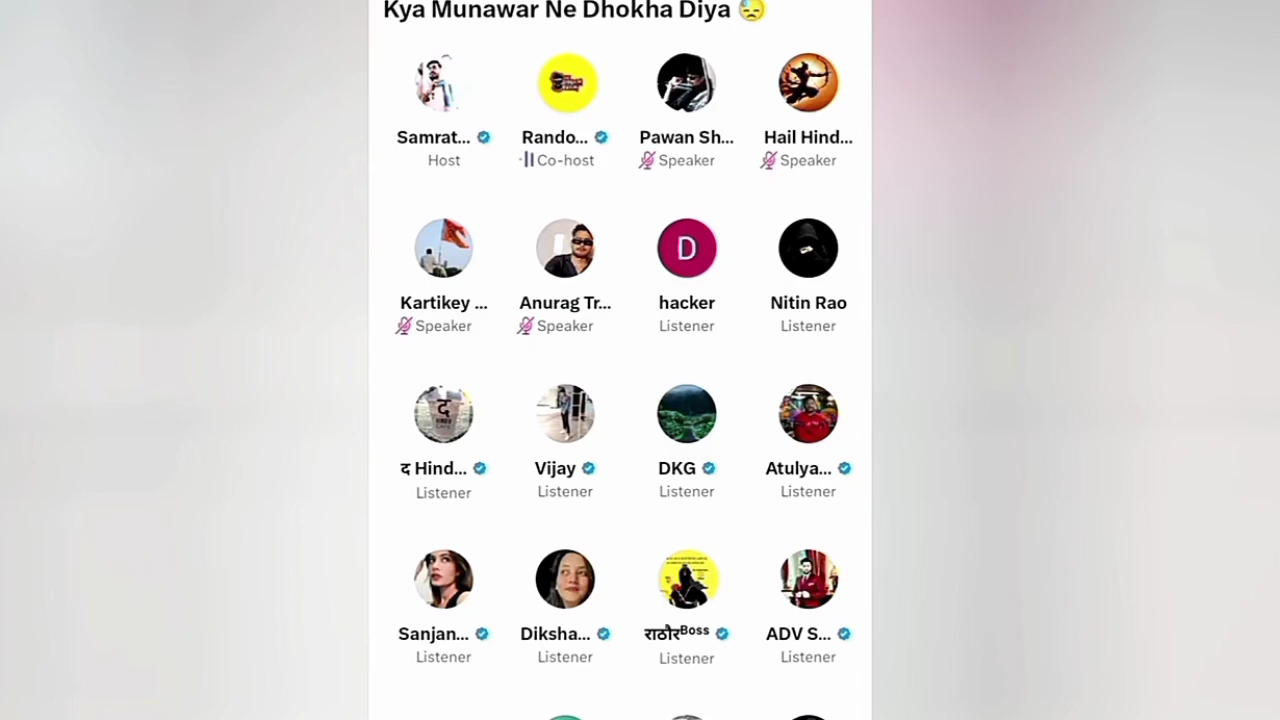 Kya Munawar Ne Dhokha Diya 😓
Samrat... Rando... Pawan Sh... Hail Hind...
Host Co-host Speaker Speaker
Kartikey ... Anurag Tr... hacker Nitin Rao
Speaker Speaker Listener Listener
D
द Hind... Vijay DKG Atulya...
Listener Listener Listener Listener
द
Sanjan... Diksha... राठौरᴮᵒˢˢ ADV S...
Listener Listener Listener Listener